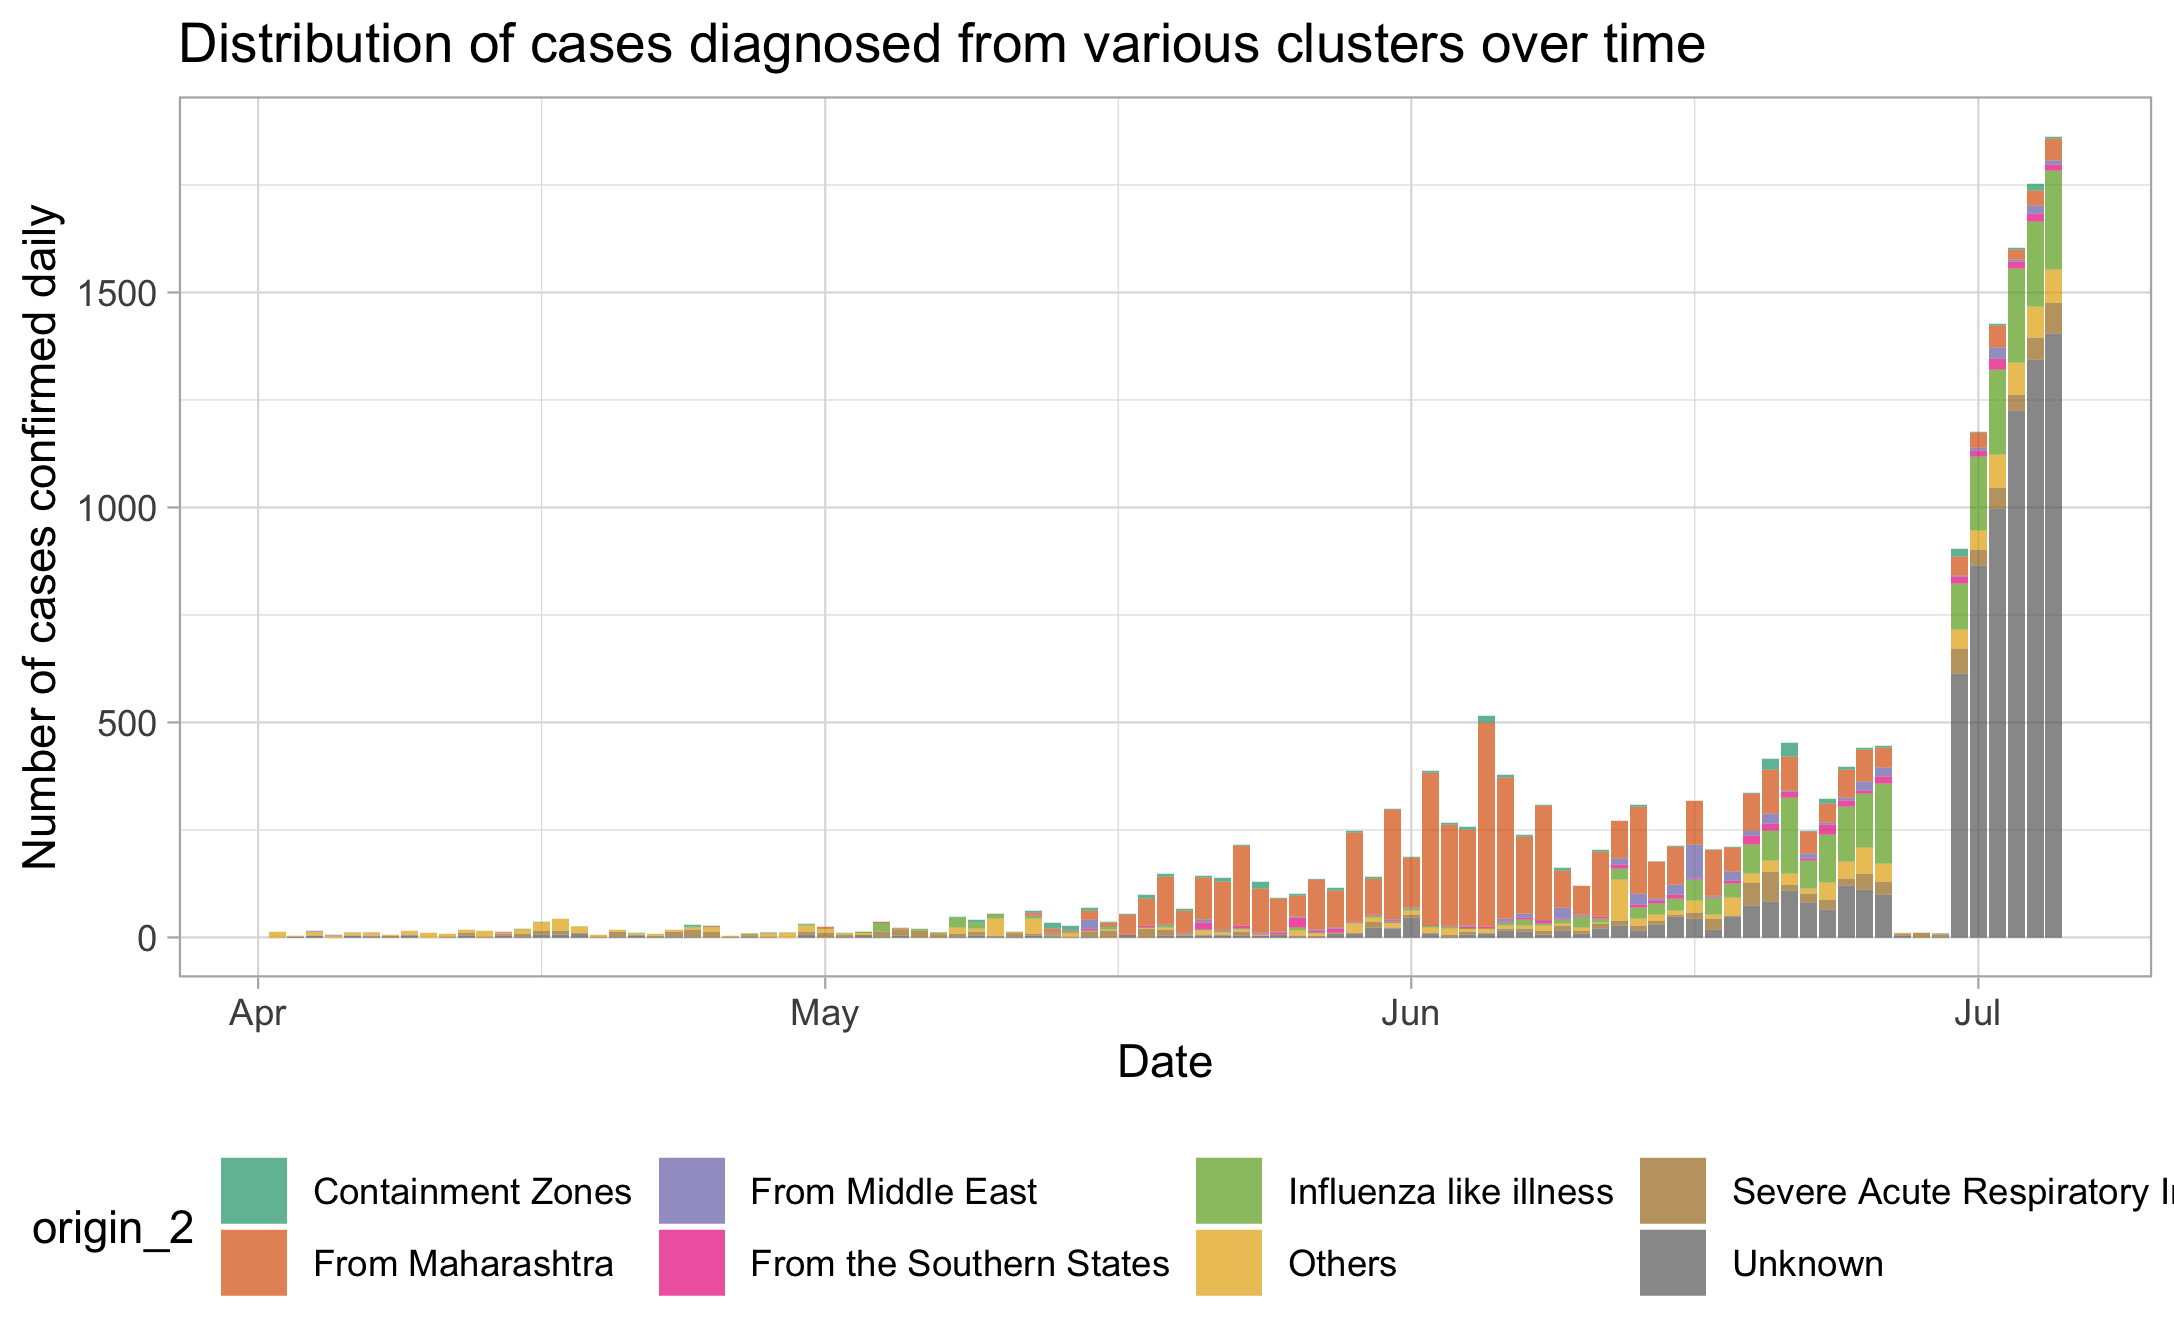 Distribution of cases diagnosed from various clusters over time
Number of cases confirmed daily
1500
1000
500
0
Apr May Jun Jul
Date
origin_2
Containment Zones From Middle East Influenza like illness Severe Acute Respiratory
From Maharashtra From the Southern States Others Unknown